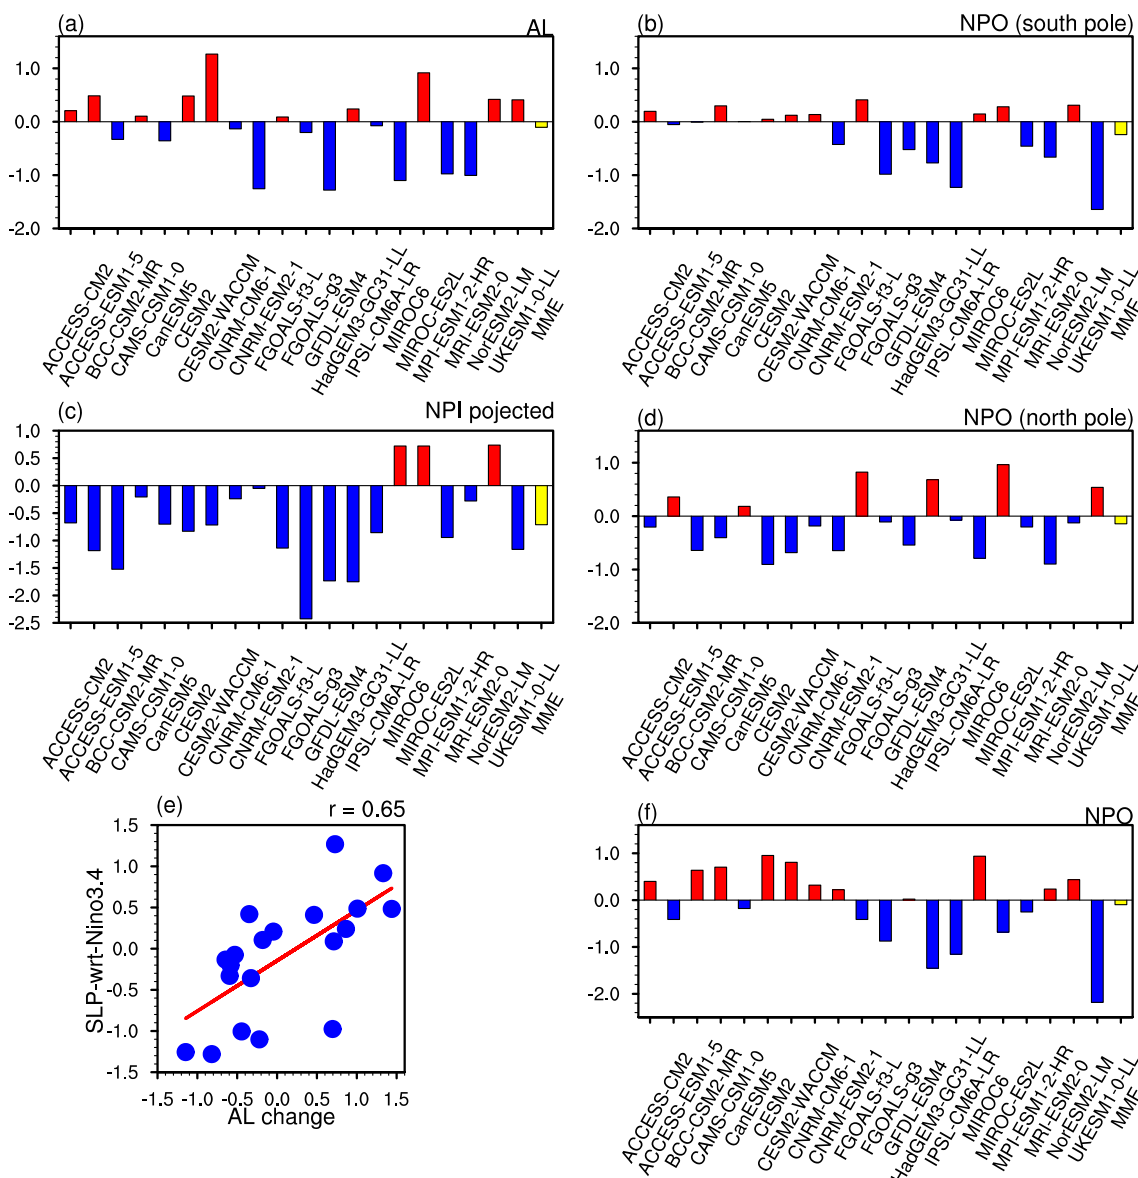 (a)
AL
1.0
0.0
-1.0
-2.0
ACCESS-CM2
ACCESS-ESM1-5
BCC-CSM2-MR
CAMS-CSM1-0
CanESM5
CESM2
CESM2-WACCM
CNRM-CM6-1
CNRM-ESM2-1
FGOALS-f3-L
FGOALS-g3
GFDL-ESM4
HadGEM3-GC31-LL
IPSL-CM6A-LR
MIROC6
MIROC-ES2L
MPI-ESM1-2-HR
MRI-ESM2-0
NorESM2-LM
UKESM1-0-LL
MME
(b)
NPO (south pole)
1.0
0.0
-1.0
-2.0
ACCESS-CM2
ACCESS-ESM1-5
BCC-CSM2-MR
CAMS-CSM1-0
CanESM5
CESM2
CESM2-WACCM
CNRM-CM6-1
CNRM-ESM2-1
FGOALS-f3-L
FGOALS-g3
GFDL-ESM4
HadGEM3-GC31-LL
IPSL-CM6A-LR
MIROC6
MIROC-ES2L
MPI-ESM1-2-HR
MRI-ESM2-0
NorESM2-LM
UKESM1-0-LL
MME
(c)
NPI pojected
1.0
0.5
0.0
-0.5
-1.0
-1.5
-2.0
-2.5
ACCESS-CM2
ACCESS-ESM1-5
BCC-CSM2-MR
CAMS-CSM1-0
CanESM5
CESM2
CESM2-WACCM
CNRM-CM6-1
CNRM-ESM2-1
FGOALS-f3-L
FGOALS-g3
GFDL-ESM4
HadGEM3-GC31-LL
IPSL-CM6A-LR
MIROC6
MIROC-ES2L
MPI-ESM1-2-HR
MRI-ESM2-0
NorESM2-LM
UKESM1-0-LL
MME
(d)
NPO (north pole)
1.0
0.0
-1.0
-2.0
ACCESS-CM2
ACCESS-ESM1-5
BCC-CSM2-MR
CAMS-CSM1-0
CanESM5
CESM2
CESM2-WACCM
CNRM-CM6-1
CNRM-ESM2-1
FGOALS-f3-L
FGOALS-g3
GFDL-ESM4
HadGEM3-GC31-LL
IPSL-CM6A-LR
MIROC6
MIROC-ES2L
MPI-ESM1-2-HR
MRI-ESM2-0
NorESM2-LM
UKESM1-0-LL
MME
(e)
r = 0.65
SLP-wrt-Nino3.4
1.5
1.0
0.5
0.0
-0.5
-1.0
-1.5
-1.5 -1.0 -0.5 0.0 0.5 1.0 1.5
AL change
(f)
NPO
1.0
0.0
-1.0
-2.0
ACCESS-CM2
ACCESS-ESM1-5
BCC-CSM2-MR
CAMS-CSM1-0
CanESM5
CESM2
CESM2-WACCM
CNRM-CM6-1
CNRM-ESM2-1
FGOALS-f3-L
FGOALS-g3
GFDL-ESM4
HadGEM3-GC31-LL
IPSL-CM6A-LR
MIROC6
MIROC-ES2L
MPI-ESM1-2-HR
MRI-ESM2-0
NorESM2-LM
UKESM1-0-LL
MME